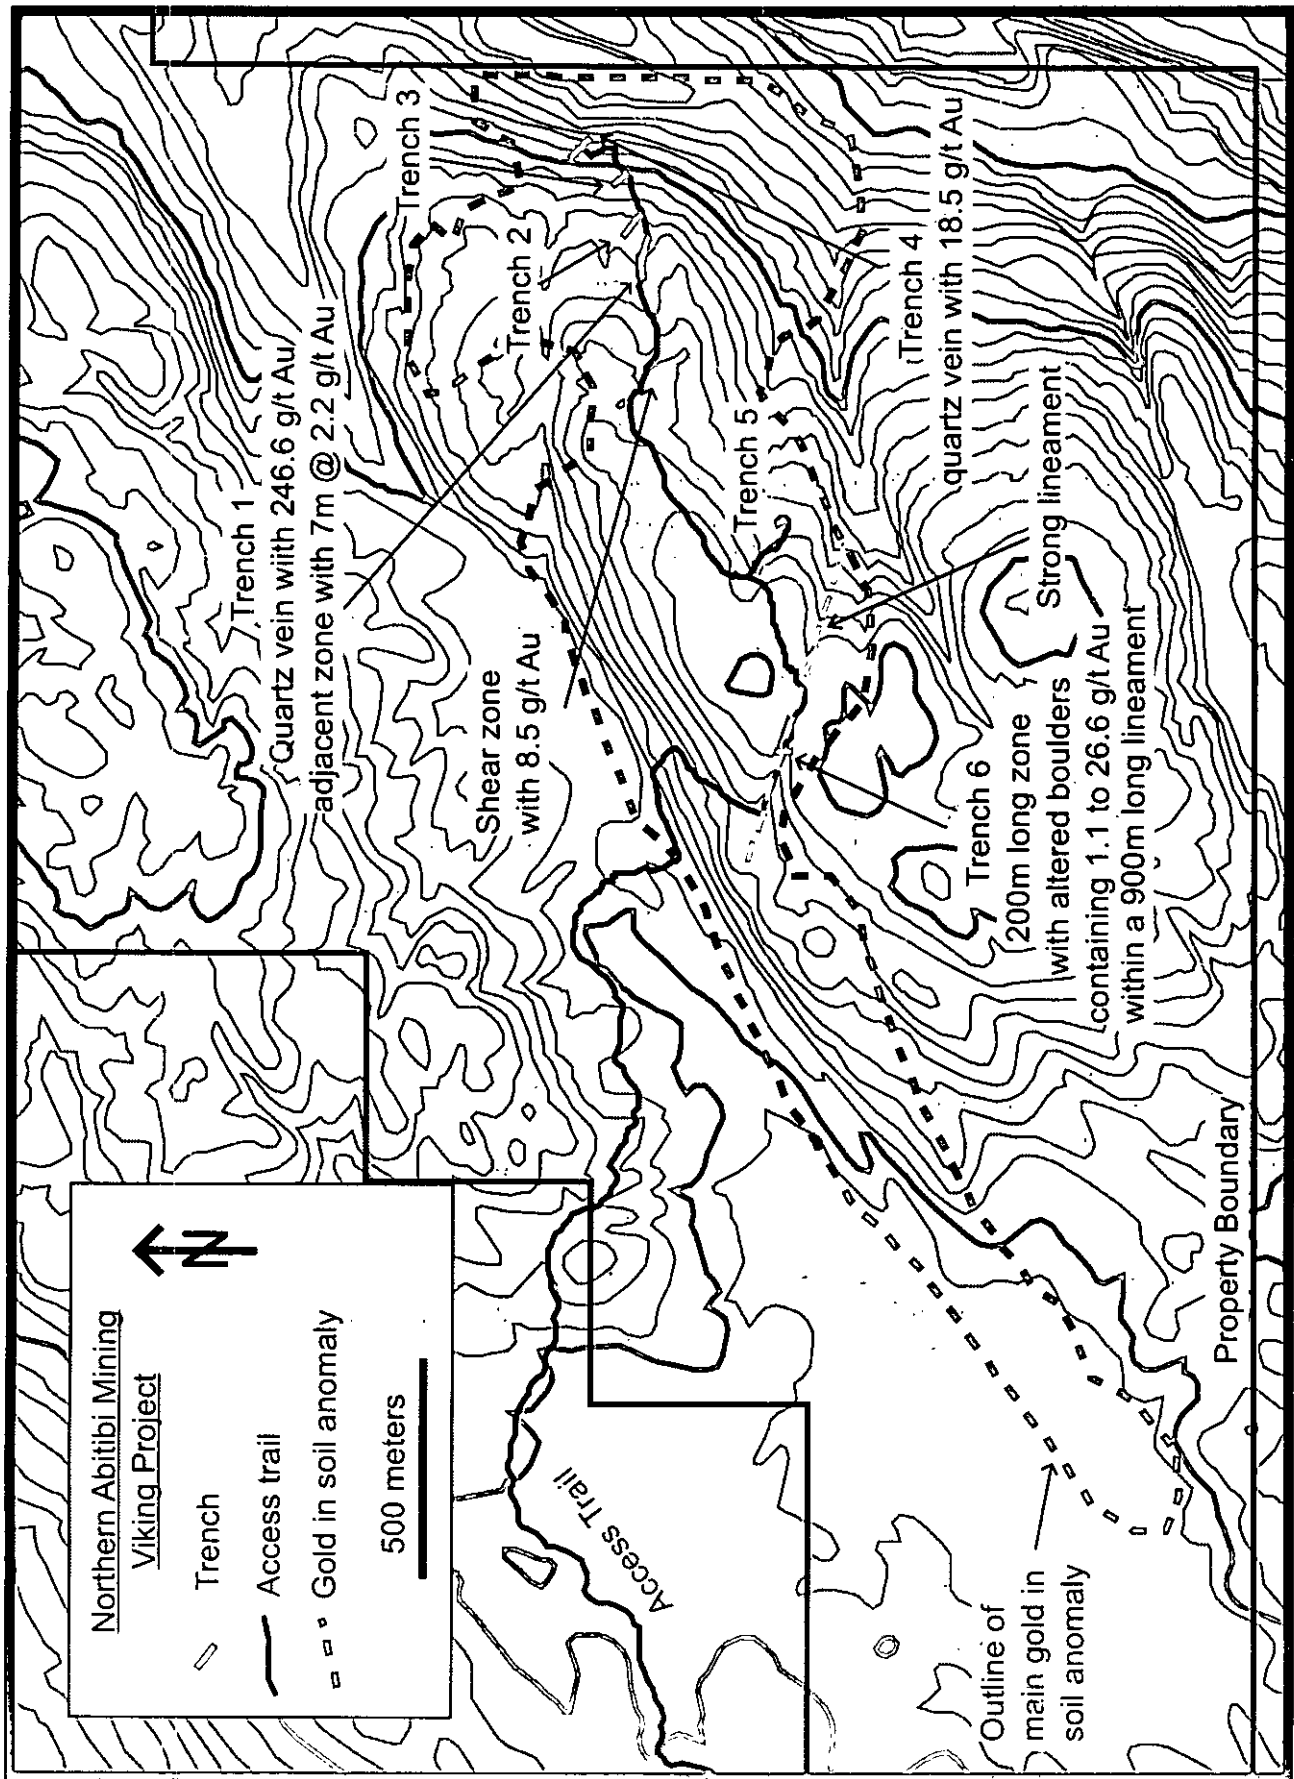 Northern Abitibi Mining
Viking Project
N
Trench
Access trail
Gold in soil anomaly
500 meters
Trench 1
Quartz vein wiith 246.6 g/t Au
adjacent zone with 7m @ 2.2 g/t Au
Trench 3
Trench 2
Shear zone
with 8.5 g/t Au
Trench 5
Trench 4
quartz vein with 18.5 g/t Au
Strong lineament
Trench 6
200m long zone
with altered boulders
containing 1.1 to 26.6 g/t Au
within a 900m long lineament
Access Trail
Outline of
main gold in
soil anomaly
Property Boundary